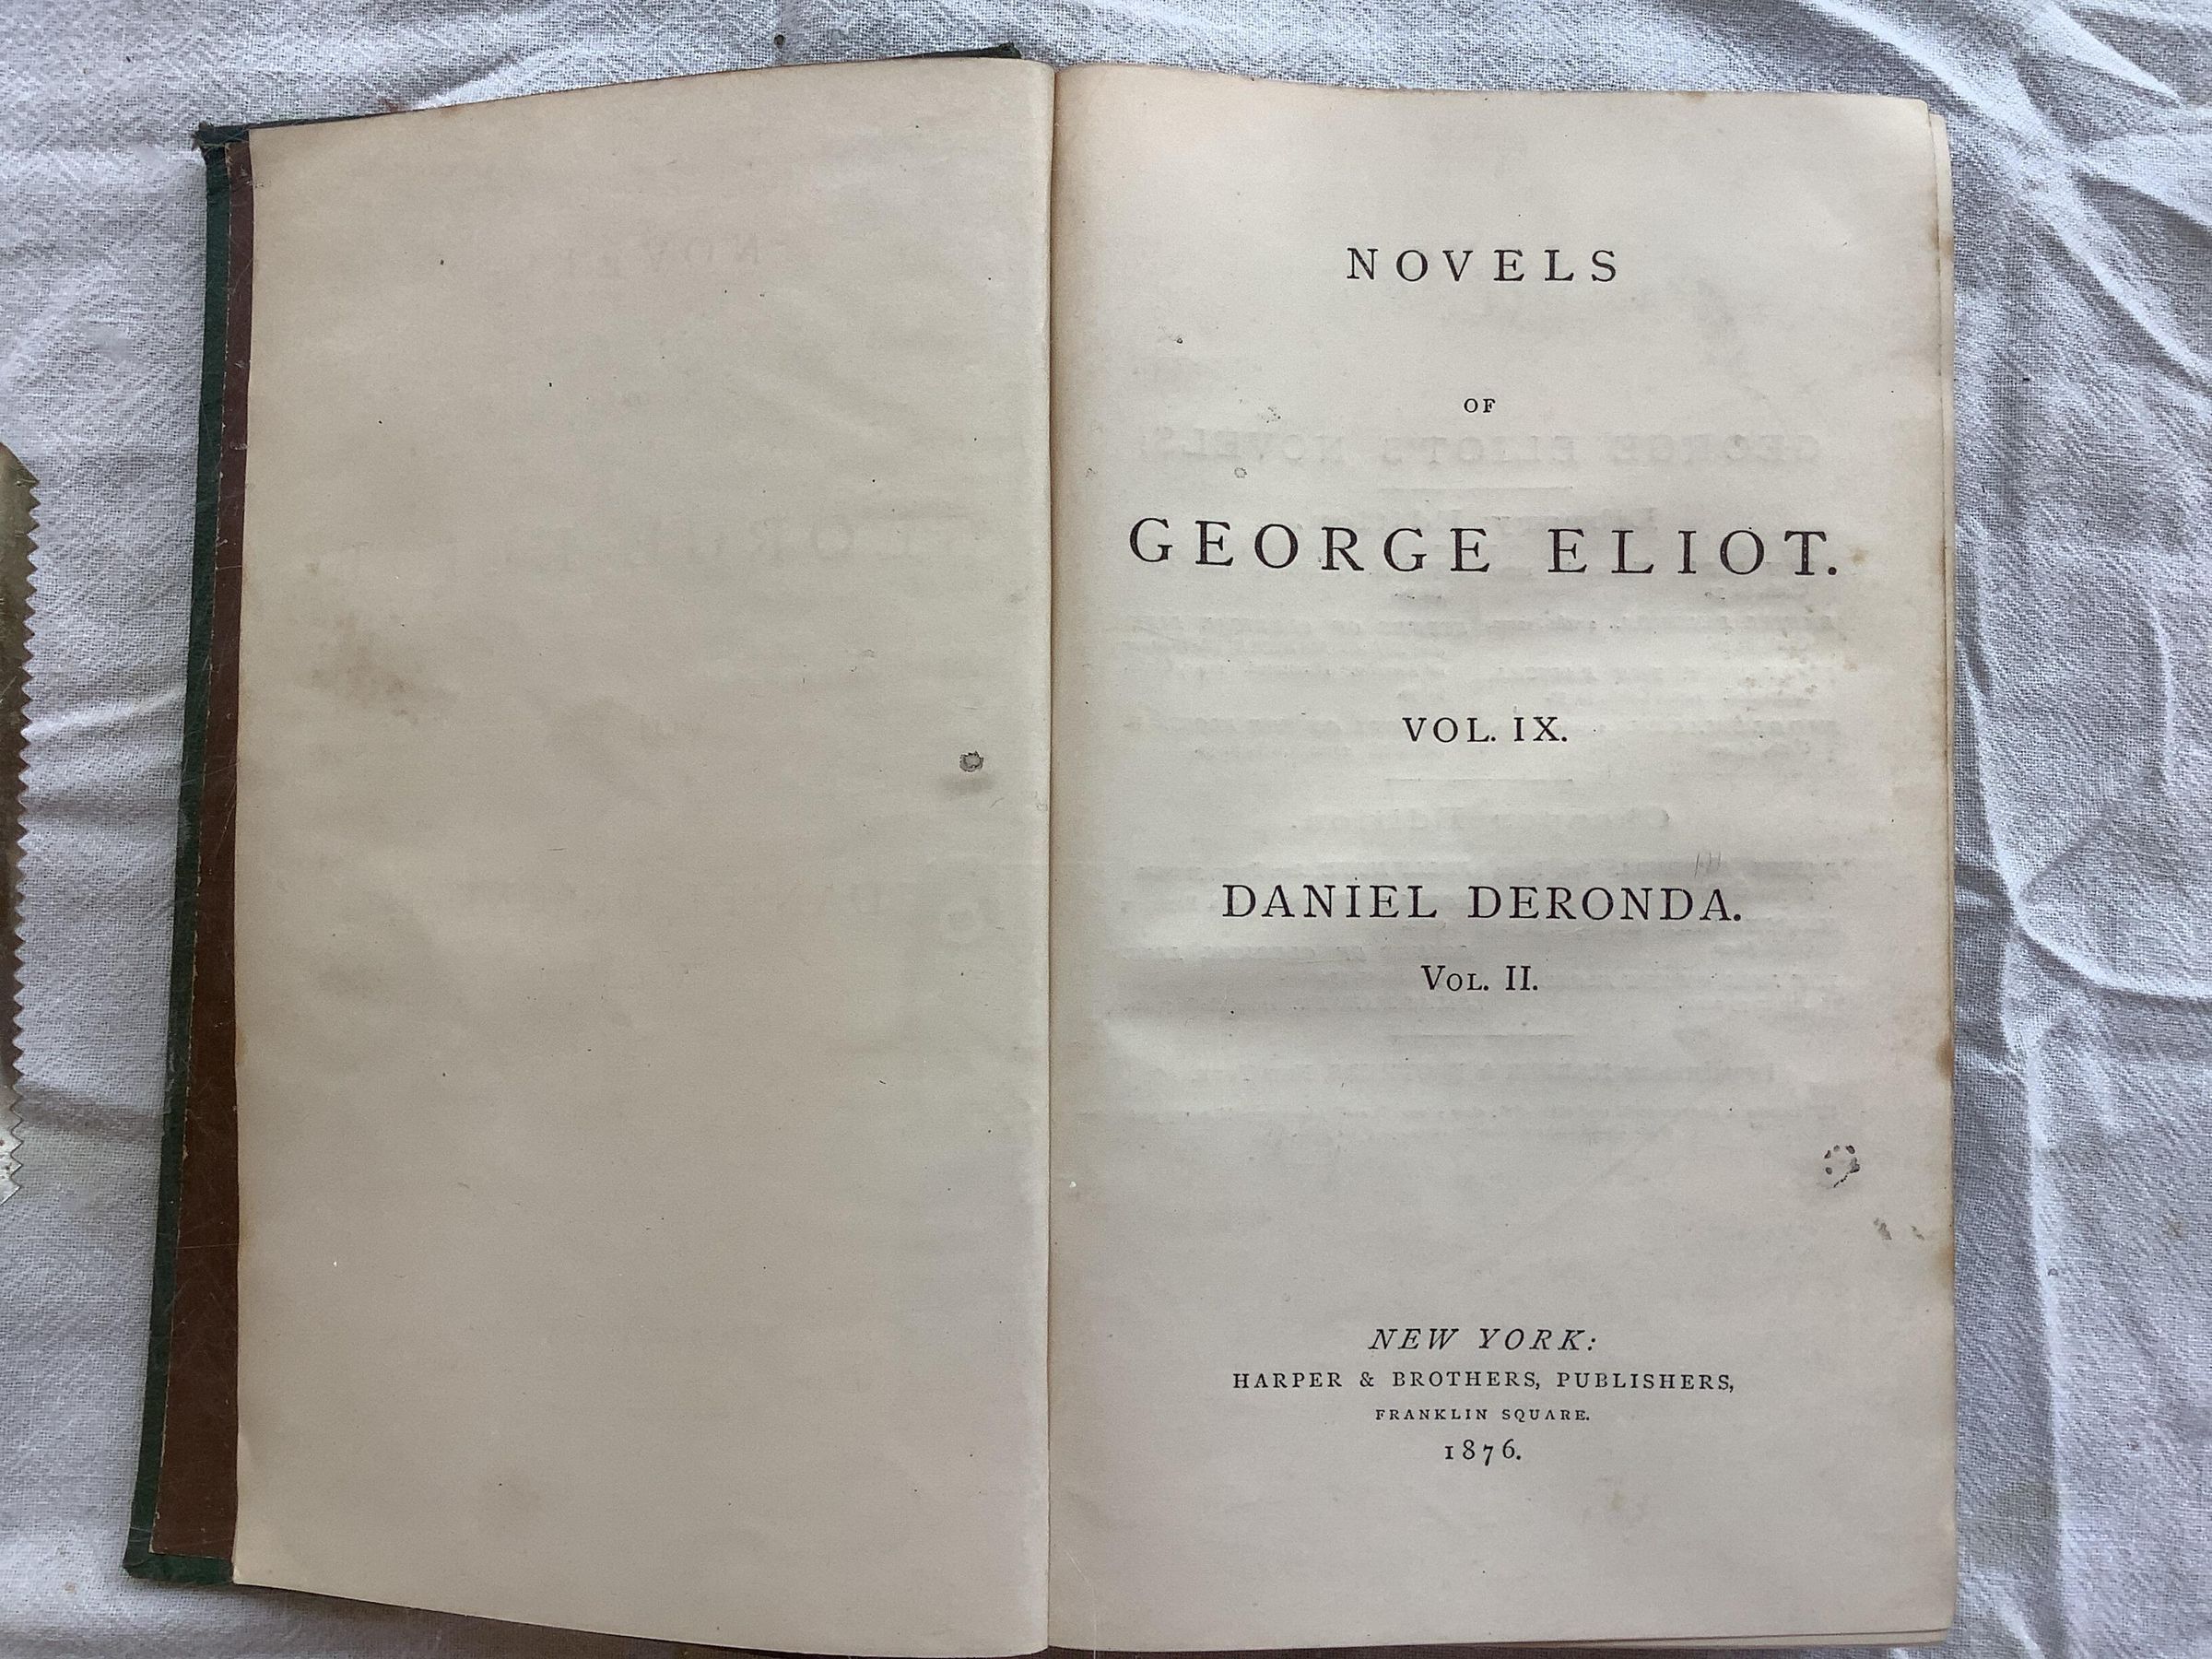 NOVELS
OF
GEORGE ELIOT.
VOL. IX.
DANIEL DERONDA.
VOL. II.
NEW YORK:
HARPER & BROTHERS, PUBLISHERS,
FRANKLIN SQUARE.
1876.